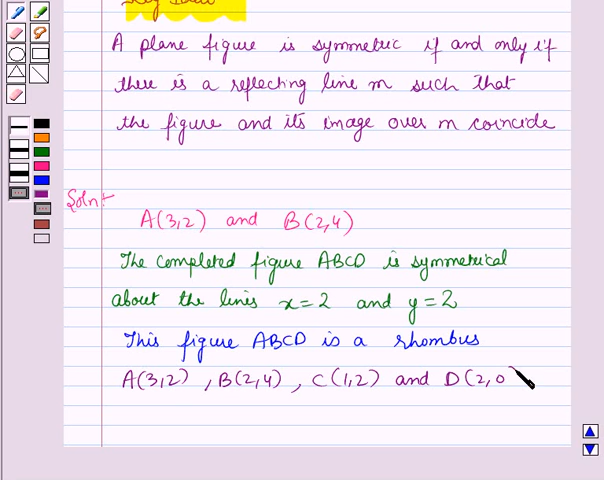 A plane figure is symmetric if and only if
there is a reflecting line m such that
the figure and its image over m coincide
Soln:
A(3,2) and B(2,4)
The completed figure ABCD is symmetrical
about the lines x=2 and y=2
This figure ABCD is a rhombus
A(3,2) , B(2,4) , C(1,2) and D(2,0)